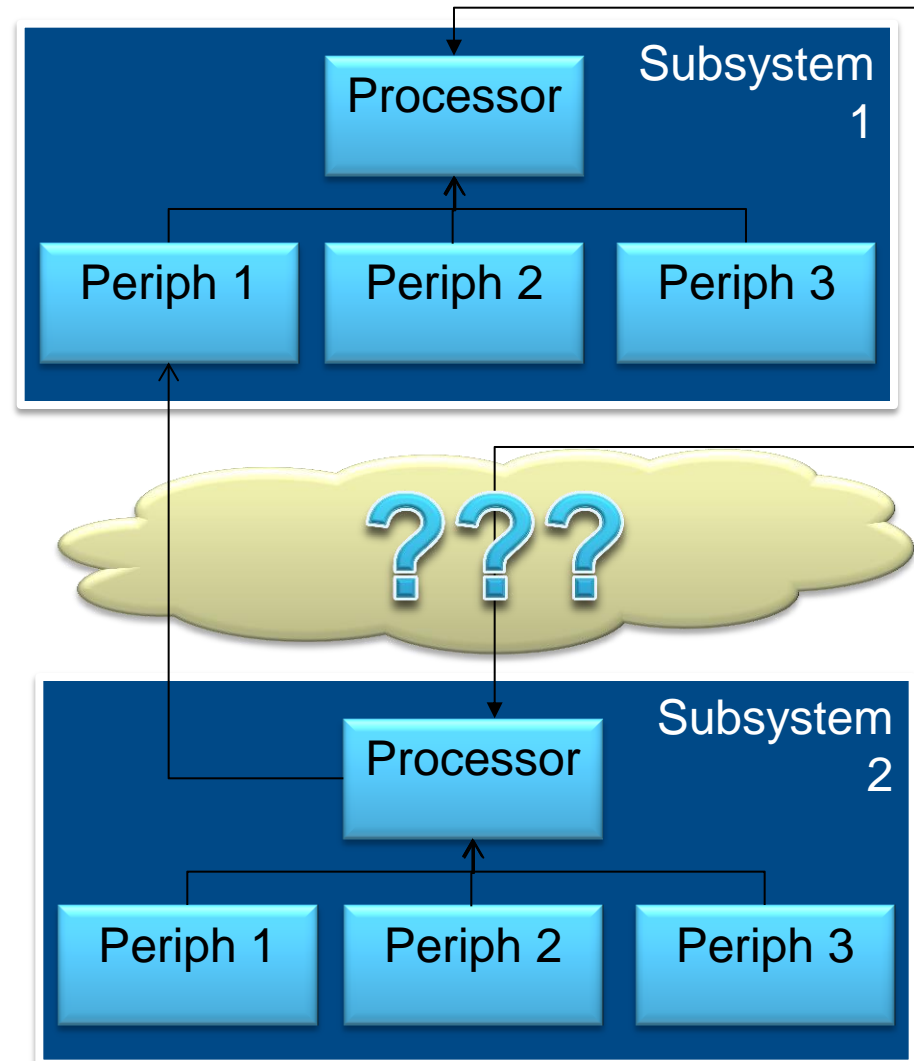 Subsystem
1
Processor
Periph 1
Periph 2
Periph 3
???
Subsystem
2
Processor
Periph 1
Periph 2
Periph 3